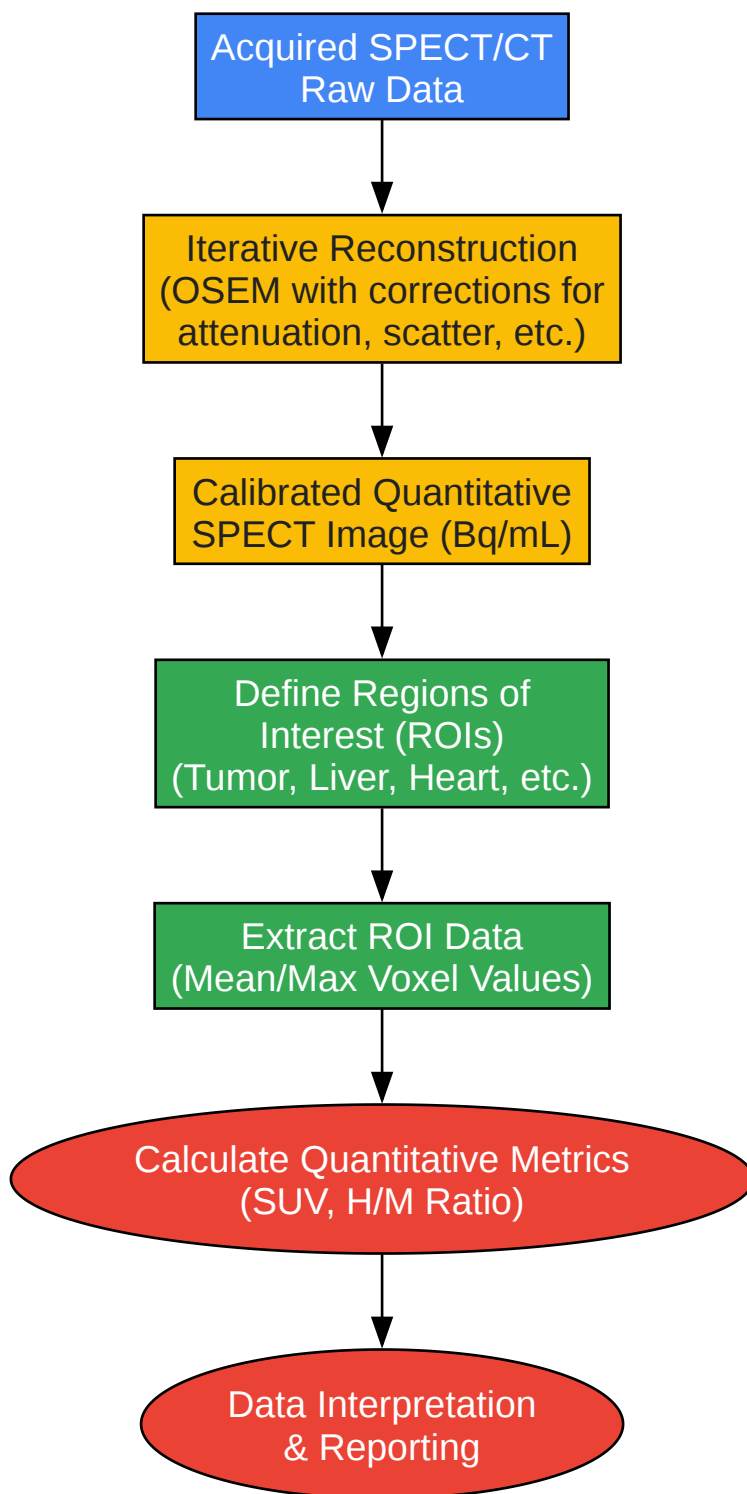 Acquired SPECT/CT
Raw Data
Iterative Reconstruction
(OSEM with corrections for
attenuation, scatter, etc.)
Calibrated Quantitative
SPECT Image (Bq/mL)
Define Regions of
Interest (ROIs)
(Tumor, Liver, Heart, etc.)
Extract ROI Data
(Mean/Max Voxel Values)
Calculate Quantitative Metrics
(SUV, H/M Ratio)
Data Interpretation
& Reporting